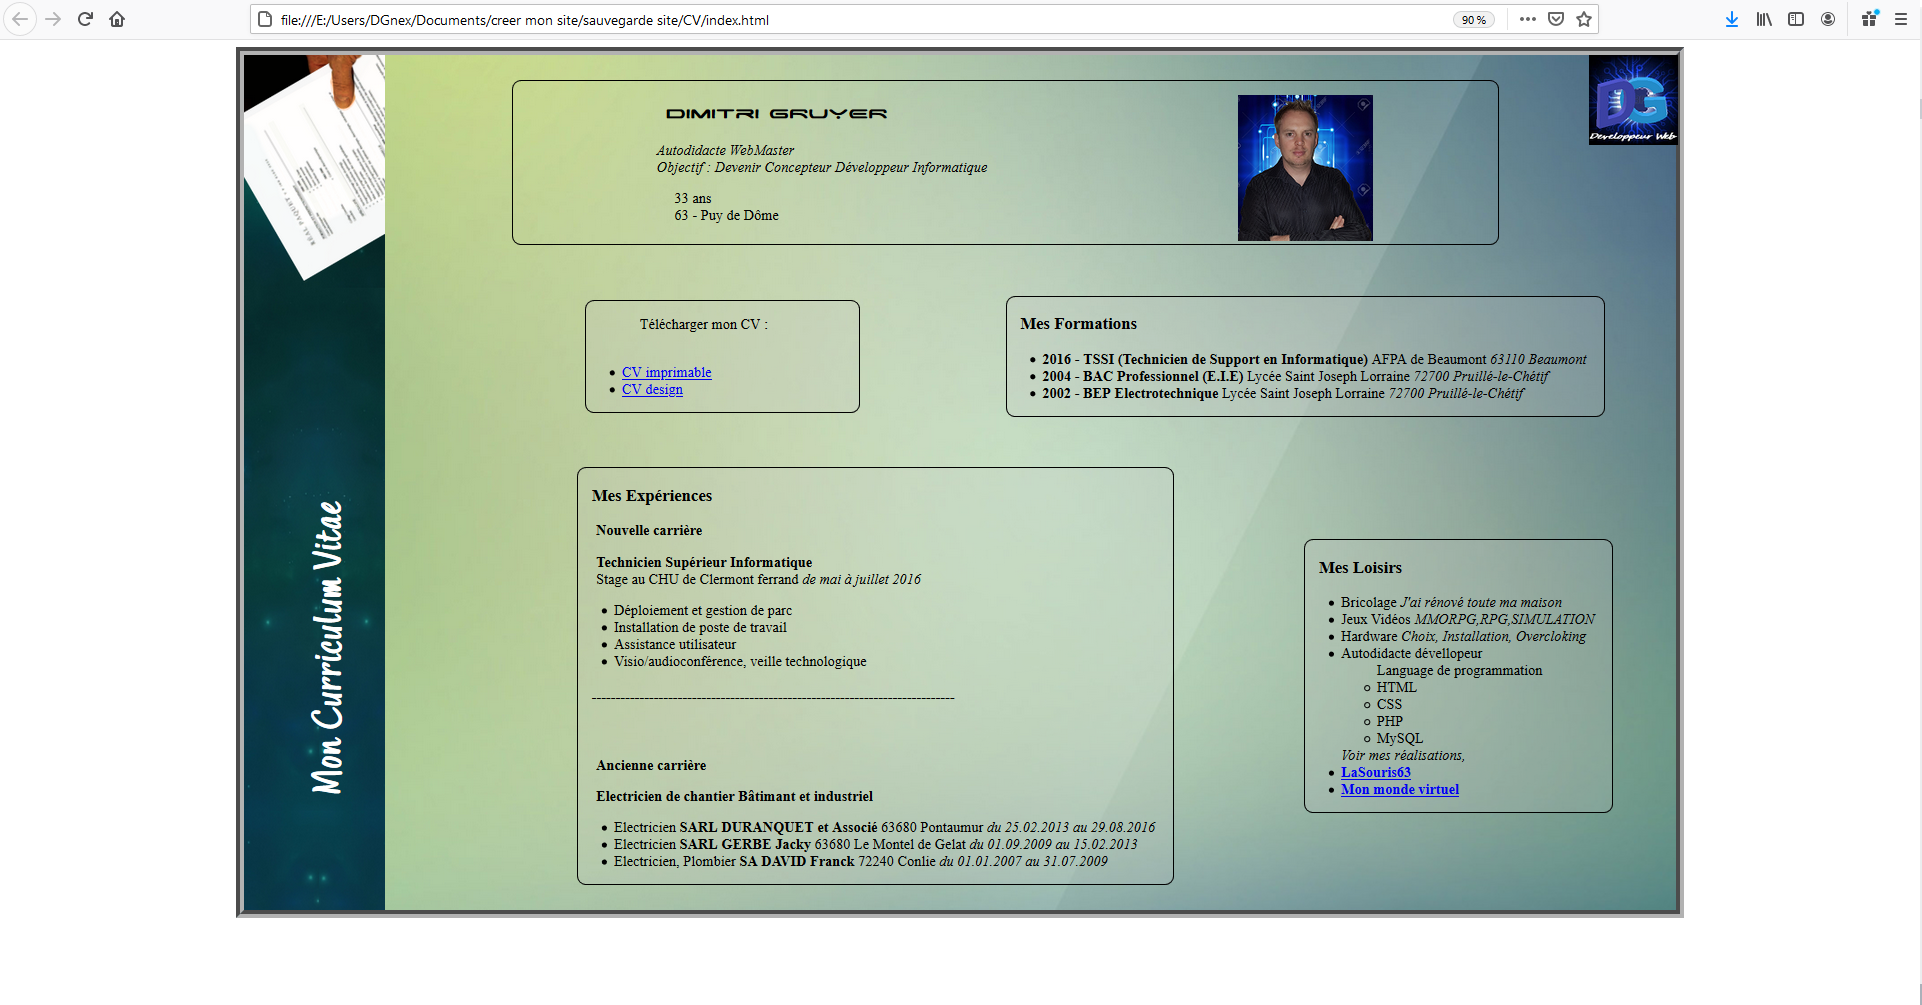 file:///E:/Users/DGnex/Documents/creer mon site/sauvegarde site/CV/index.html
90 %
DIMITRI GRUYER
Autodidacte WebMaster
Objectif : Devenir Concepteur Développeur Informatique
33 ans
63 - Puy de Dôme
DG
Developpeur Web
REAL PAQUET
Mon Curriculum Vitae
Télécharger mon CV :
CV imprimable
CV design
Mes Formations
2016 - TSSI (Technicien de Support en Informatique) AFPA de Beaumont 63110 Beaumont
2004 - BAC Professionnel (E.I.E) Lycée Saint Joseph Lorraine 72700 Pruillé-le-Chétif
2002 - BEP Electrotechnique Lycée Saint Joseph Lorraine 72700 Pruillé-le-Chétif
Mes Expériences
Nouvelle carrière
Technicien Supérieur Informatique
Stage au CHU de Clermont ferrand de mai à juillet 2016
Déploiement et gestion de parc
Installation de poste de travail
Assistance utilisateur
Visio/audioconférence, veille technologique
---------------------------------------------------------------------------
Ancienne carrière
Electricien de chantier Bâtimant et industriel
Electricien SARL DURANQUET et Associé 63680 Pontaumur du 25.02.2013 au 29.08.2016
Electricien SARL GERBE Jacky 63680 Le Montel de Gelat du 01.09.2009 au 15.02.2013
Electricien, Plombier SA DAVID Franck 72240 Conlie du 01.01.2007 au 31.07.2009
Mes Loisirs
Bricolage J'ai rénové toute ma maison
Jeux Vidéos MMORPG,RPG,SIMULATION
Hardware Choix, Installation, Overcloking
Autodidacte dévellopeur
Language de programmation
HTML
CSS
PHP
MySQL
Voir mes réalisations,
LaSouris63
Mon monde virtuel